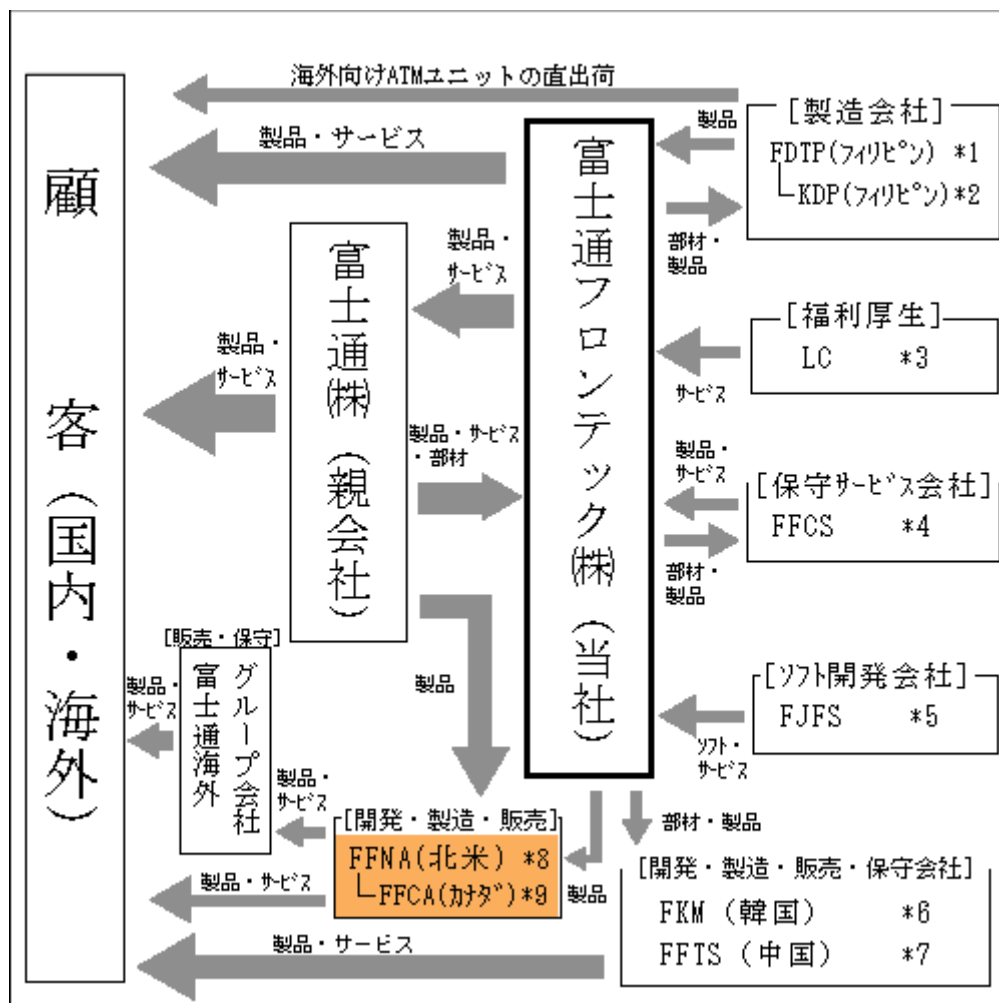 海外向けATMユニットの直出荷
[製造会社]
FDTP(フィリピン) *1
KDP(フィリピン)*2
製品
部材・
製品
製品・サービス
顧客(国内・海外)
富士通フロンテック㈱(当社)
富士通㈱(親会社)
製品・
サービス
製品・
サービス
製品・サービス
・部材
[福利厚生]
LC *3
サービス
製品・
サービス
[保守サービス会社]
FFCS *4
部材・
製品
[ソフト開発会社]
FJFS *5
ソフト・
サービス
製品
[販売・保守]
富士通海外
グループ会社
製品・
サービス
製品・
サービス
[開発・製造・販売]
FFNA(北米) *8
FFCA(カナダ)*9
製品
部材・製品
[開発・製造・販売・保守会社]
FKM (韓国) *6
FFTS (中国) *7
製品・サービス
製品・サービス